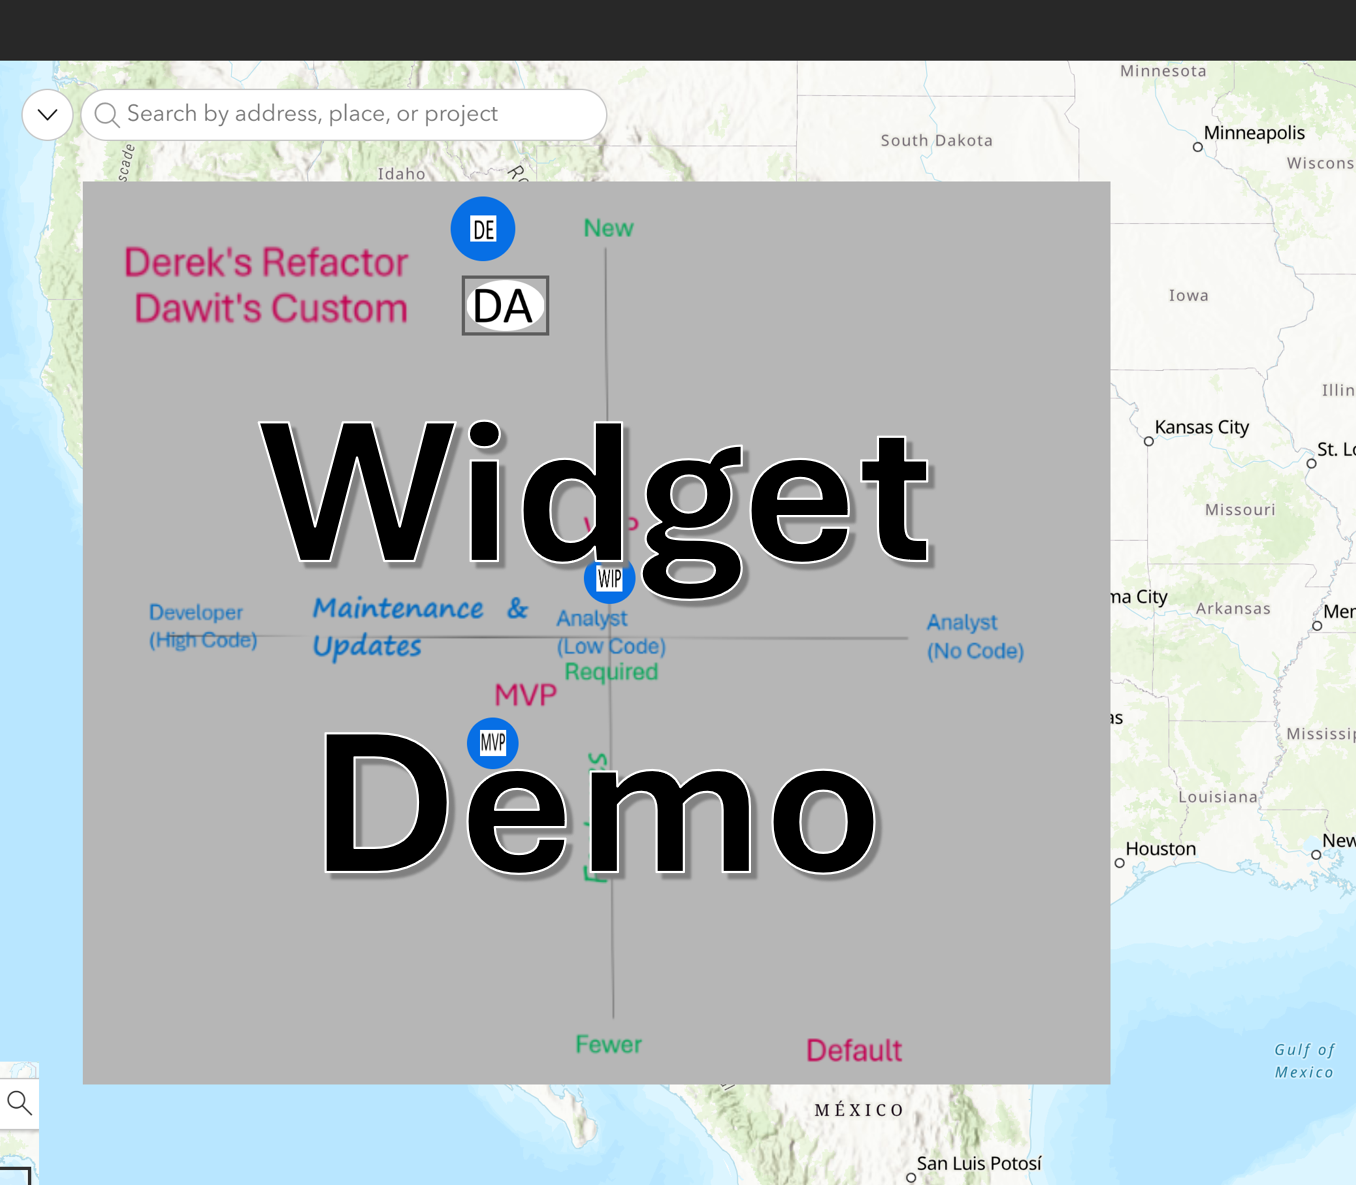 Minnesota
Search by address, place, or project
Minneapolis
South Dakota
Wiscons
scade
Idaho
DE
New
Derek's Refactor
DA
Dawit's Custom
Iowa
Illin
Kansas City
St. Lo
Widget
Missouri
WIP
Developer
(High Code)
Maintenance &
Updates
Analyst
(Low Code)
Analyst
(No Code)
ma City
Arkansas
Mer
Required
MVP
as
Mississip
MVP
Demo
Louisiana
Houston
New
Fewer
Default
Gulf of
Mexico
MÉXICO
San Luis Potosí